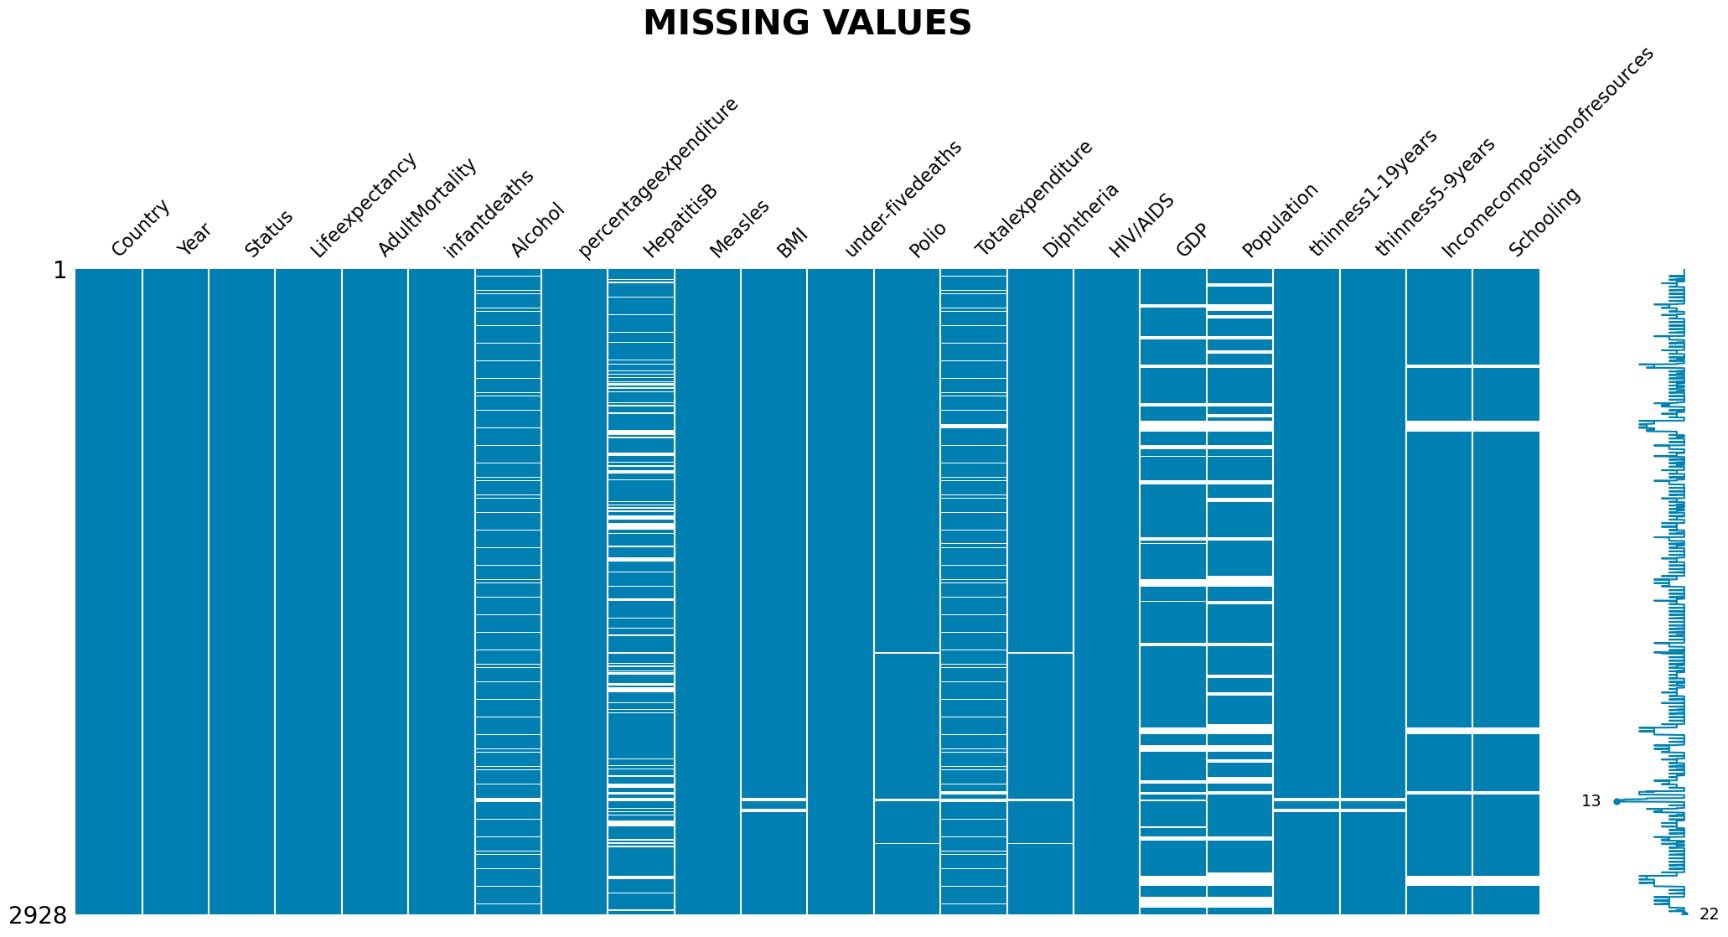 MISSING VALUES
Country
Year
Status
Lifeexpectancy
AdultMortality
infantdeaths
Alcohol
percentageexpenditure
HepatitisB
Measles
BMI
under-fivedeaths
Polio
Totalexpenditure
Diphtheria
HIV/AIDS
GDP
Population
thinness1-19years
thinness5-9years
Incomecompositionofresources
Schooling
1
13
2928
22